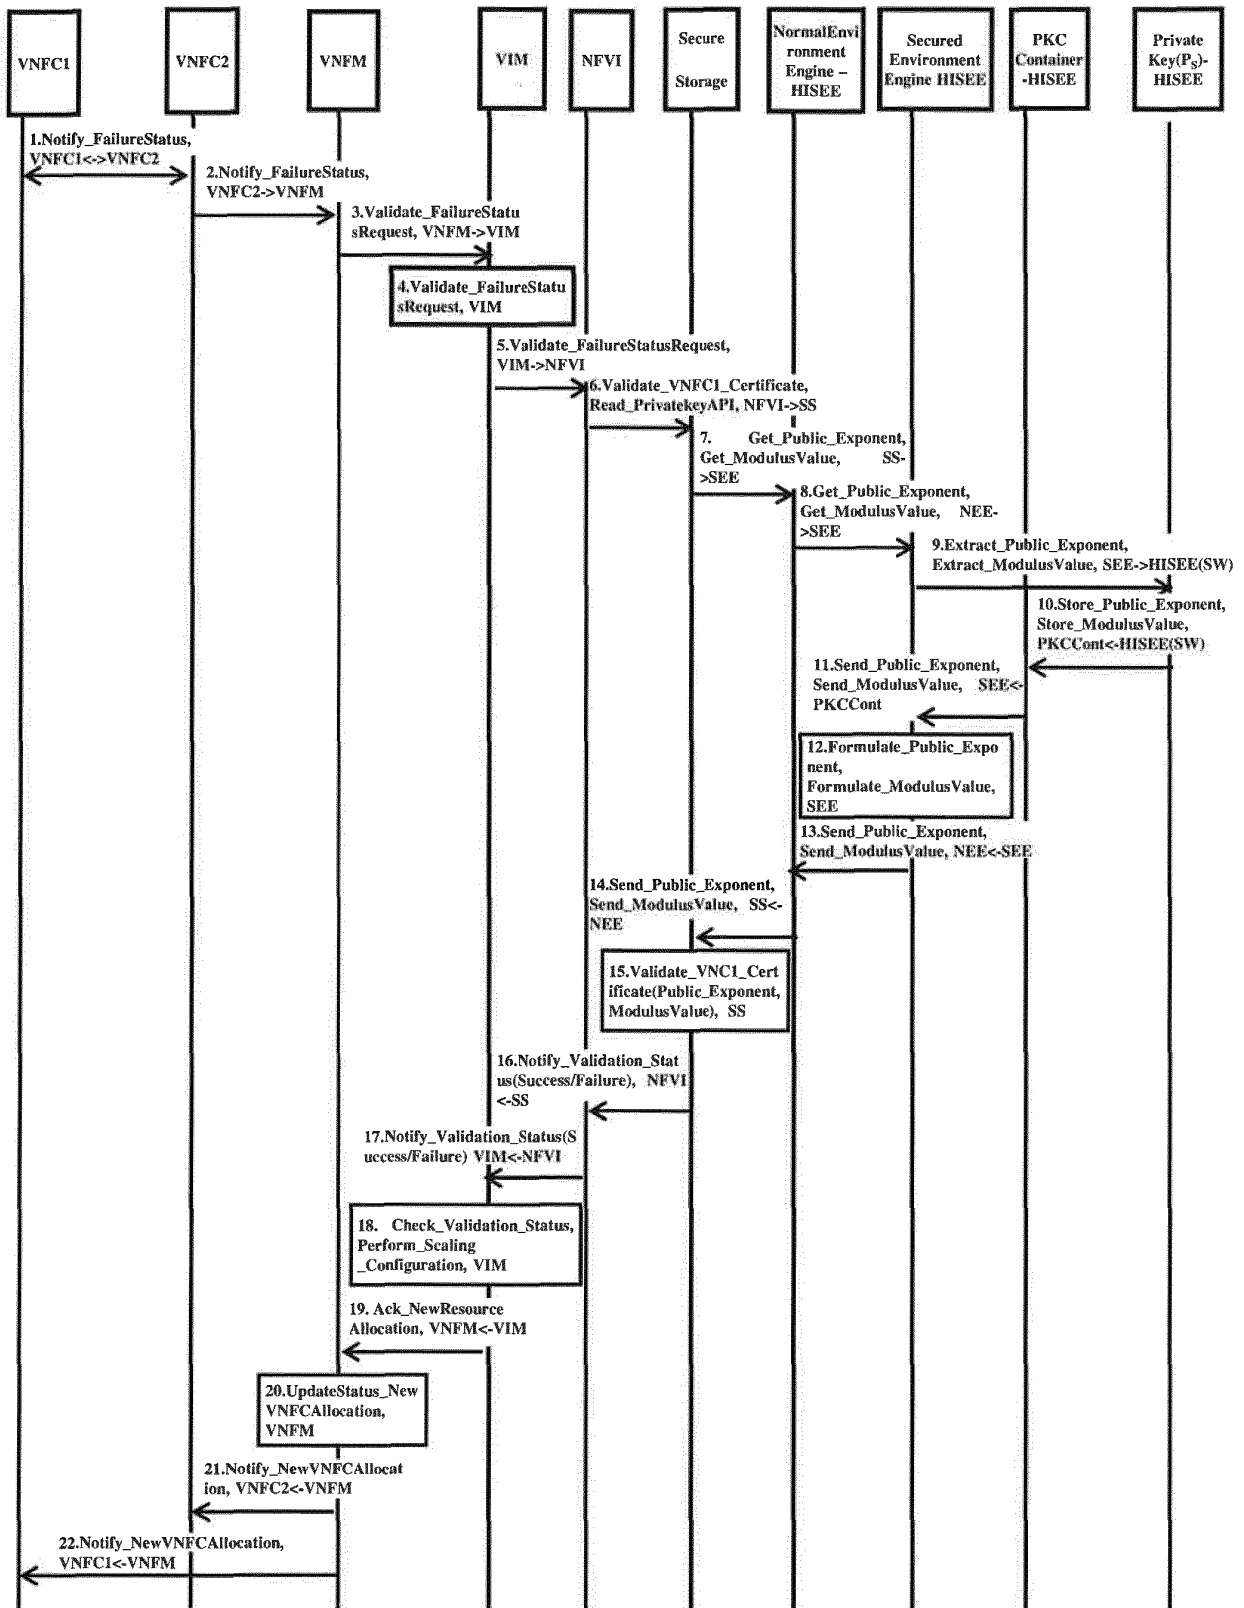 VNFC1
VNFC2
VNFM
VIM
NFVI
Secure
Storage
NormalEnvi
ronment
Engine –
HISEE
Secured
Environment
Engine HISEE
PKC
Container
-HISEE
Private
Key(PS)-
HISEE
1.Notify_FailureStatus,
VNFC1<->VNFC2
2.Notify_FailureStatus,
VNFC2->VNFM
3.Validate_FailureStatu
sRequest, VNFM->VIM
4.Validate_FailureStatu
sRequest, VIM
5.Validate_FailureStatusRequest,
VIM->NFVI
6.Validate_VNFC1_Certificate,
Read_PrivatekeyAPI, NFVI->SS
7. Get_Public_Exponent,
Get_ModulusValue, SS-
>SEE
8.Get_Public_Exponent,
Get_ModulusValue, NEE-
>SEE
9.Extract_Public_Exponent,
Extract_ModulusValue, SEE->HISEE(SW)
10.Store_Public_Exponent,
Store_ModulusValue,
PKCCont<-HISEE(SW)
11.Send_Public_Exponent,
Send_ModulusValue, SEE<-
PKCCont
12.Formulate_Public_Expo
nent,
Formulate_ModulusValue,
SEE
13.Send_Public_Exponent,
Send_ModulusValue, NEE<-SEE
14.Send_Public_Exponent,
Send_ModulusValue, SS<-
NEE
15.Validate_VNC1_Cert
ificate(Public_Exponent,
ModulusValue), SS
16.Notify_Validation_Stat
us(Success/Failure), NFVI
<-SS
17.Notify_Validation_Status(S
uccess/Failure) VIM<-NFVI
18. Check_Validation_Status,
Perform_Scaling
_Configuration, VIM
19. Ack_NewResource
Allocation, VNFM<-VIM
20.UpdateStatus_New
VNFCAllocation,
VNFM
21.Notify_NewVNFCAllocat
ion, VNFC2<-VNFM
22.Notify_NewVNFCAllocation,
VNFC1<-VNFM